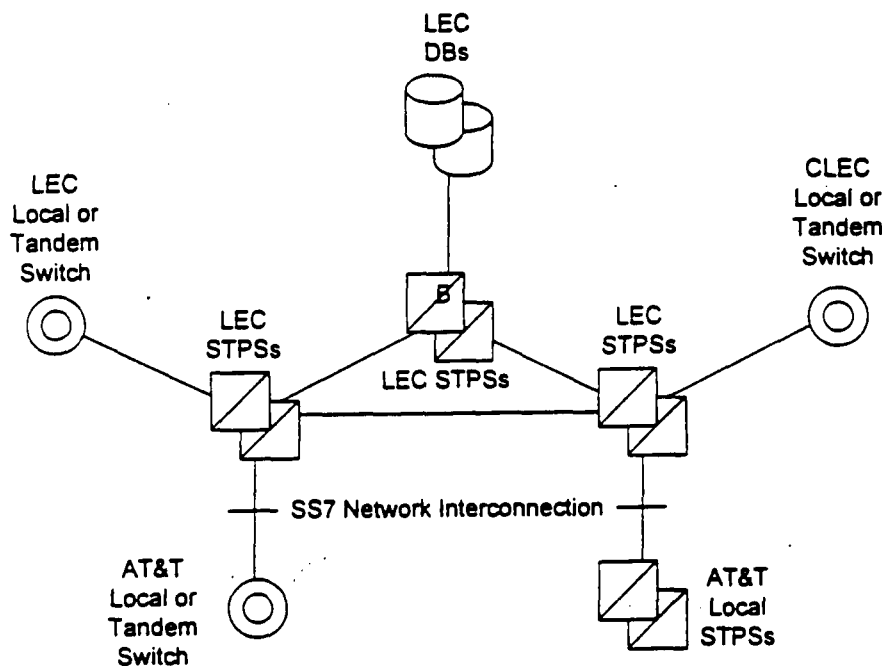 LEC
DBs
LEC
Local or
Tandem
Switch
CLEC
Local or
Tandem
Switch
B
LEC
STPSs
LEC
STPSs
LEC STPSs
SS7 Network Interconnection
AT&T
Local or
Tandem
Switch
AT&T
Local
STPSs